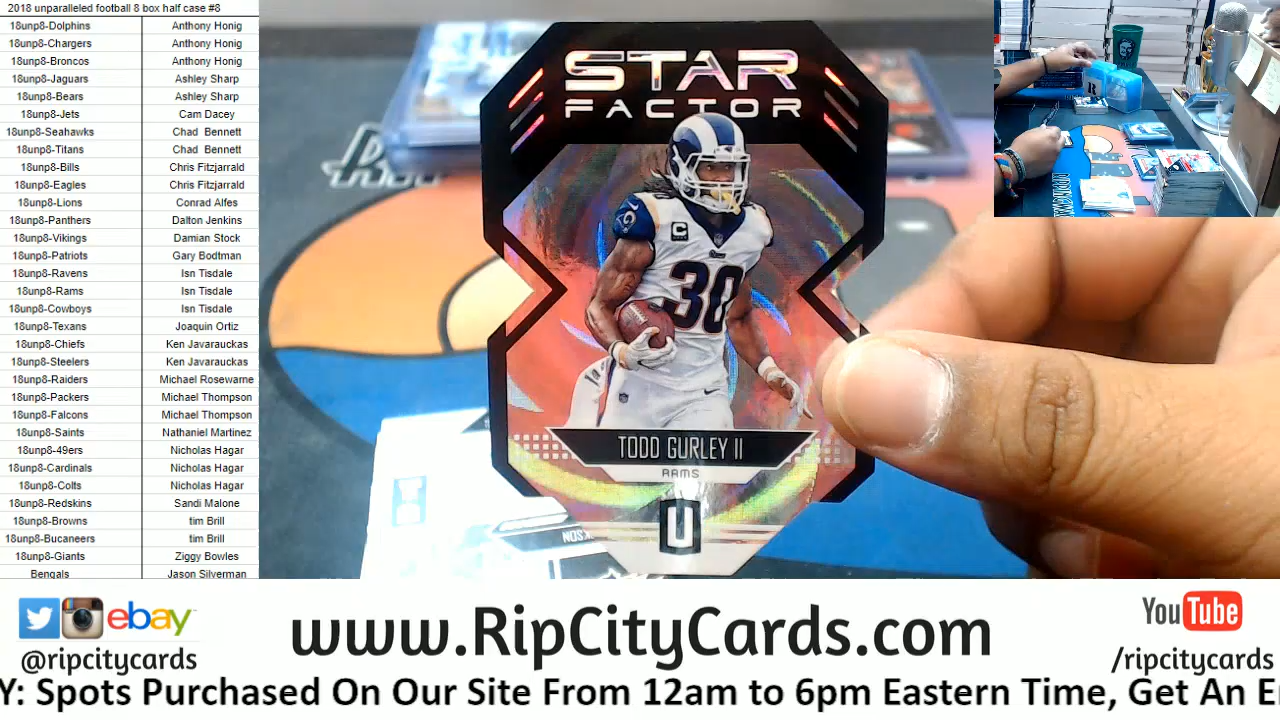 2018 unparalleled football 8 box half case #8
18unp8-Dolphins Anthony Honig
18unp8-Chargers Anthony Honig
18unp8-Broncos Anthony Honig
18unp8-Jaguars Ashley Sharp
18unp8-Bears Ashley Sharp
18unp8-Jets Cam Dacey
18unp8-Seahawks Chad Bennett
18unp8-Titans Chad Bennett
18unp8-Bills Chris Fitzjarrald
18unp8-Eagles Chris Fitzjarrald
18unp8-Lions Conrad Alfes
18unp8-Panthers Dalton Jenkins
18unp8-Vikings Damian Stock
18unp8-Patriots Gary Bodtman
18unp8-Ravens Isn Tisdale
18unp8-Rams Isn Tisdale
18unp8-Cowboys Isn Tisdale
18unp8-Texans Joaquin Ortiz
18unp8-Chiefs Ken Javarauckas
18unp8-Steelers Ken Javarauckas
18unp8-Raiders Michael Rosewarne
18unp8-Packers Michael Thompson
18unp8-Falcons Michael Thompson
18unp8-Saints Nathaniel Martinez
18unp8-49ers Nicholas Hagar
18unp8-Cardinals Nicholas Hagar
18unp8-Colts Nicholas Hagar
18unp8-Redskins Sandi Malone
18unp8-Browns tim Brill
18unp8-Bucaneers tim Brill
18unp8-Giants Ziggy Bowles
Bengals Jason Silverman
STAR
FACTOR
C
30
TODD GURLEY II
RAMS
U
ebay
@ripcitycards
www.RipCityCards.com
YouTube
/ripcitycards
Y: Spots Purchased On Our Site From 12am to 6pm Eastern Time, Get An E